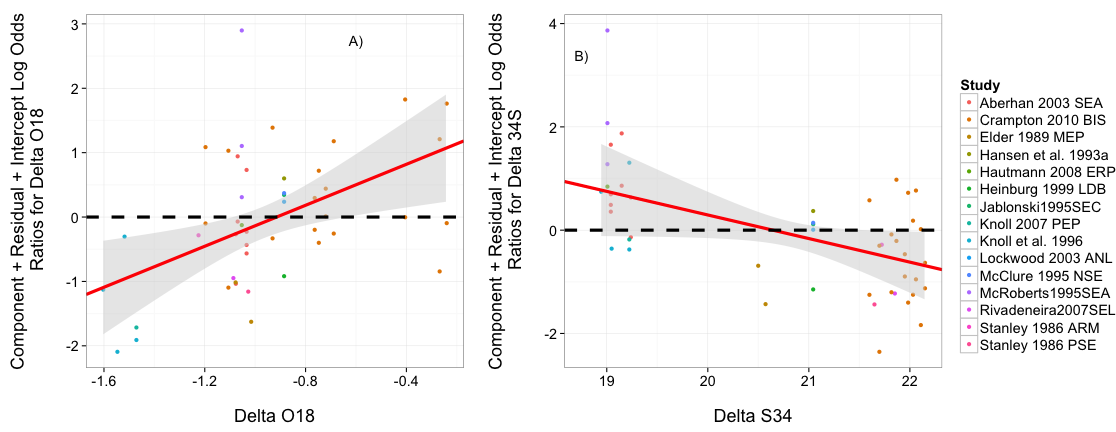 Component + Residual + Intercept Log Odds
Ratios for Delta O18
3
2
1
0
-1
-2
A)
-1.6
-1.2
-0.8
-0.4
Delta O18
Component + Residual + Intercept Log Odds
Ratios for Delta 34S
4
2
0
-2
B)
19
20
21
22
Delta S34
Study
Aberhan 2003 SEA
Crampton 2010 BIS
Elder 1989 MEP
Hansen et al. 1993a
Hautmann 2008 ERP
Heinburg 1999 LDB
Jablonski1995SEC
Knoll 2007 PEP
Knoll et al. 1996
Lockwood 2003 ANL
McClure 1995 NSE
McRoberts1995SEA
Rivadeneira2007SEL
Stanley 1986 ARM
Stanley 1986 PSE